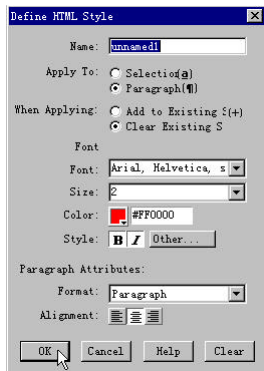 Define HTML Style
Name: unnamed1
Apply To: Selection(a)
Paragraph(¶)
When Applying: Add to Existing S(+)
Clear Existing S
Font
Font: Arial, Helvetica, s
Size: 2
Color: #FF0000
Style: B I Other...
Paragraph Attributes:
Format: Paragraph
Alignment:
OK Cancel Help Clear